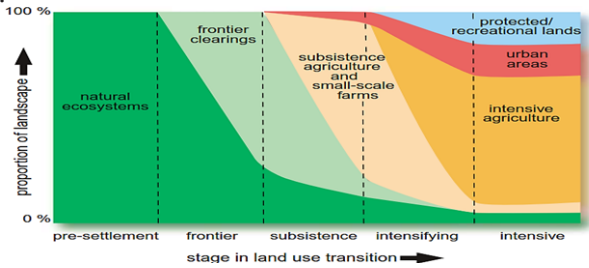 100 %
protected/
recreational lands
frontier
clearings
urban
areas
subsistence
agriculture
and
small-scale
farms
natural
ecosystems
intensive
agriculture
proportion of landscape
0 %
pre-settlement frontier subsistence intensifying intensive
stage in land use transition